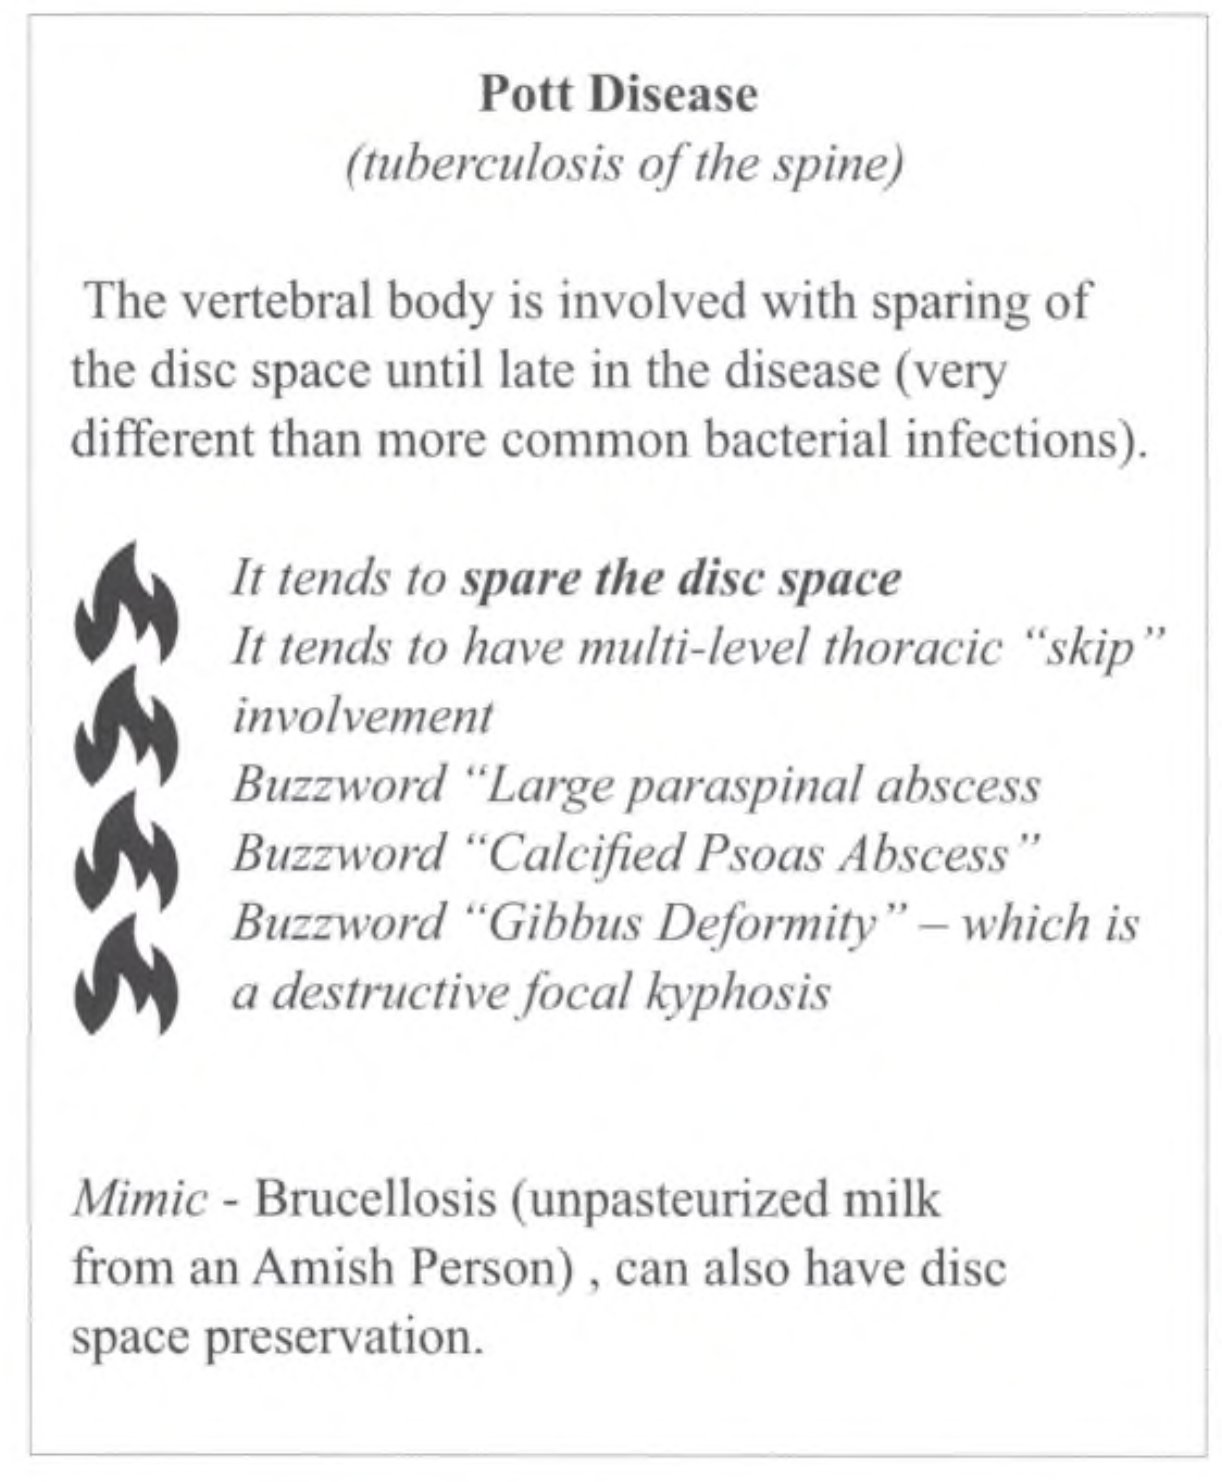 Pott Disease
(tuberculosis of the spine)
The vertebral body is involved with sparing of
the disc space until late in the disease (very
different than more common bacterial infections).
It tends to spare the disc space
It tends to have multi-level thoracic “skip”
involvement
Buzzword “Large paraspinal abscess
Buzzword “Calcified Psoas Abscess”
Buzzword “Gibbus Deformity” – which is
a destructive focal kyphosis
Mimic - Brucellosis (unpasteurized milk
from an Amish Person) , can also have disc
space preservation.